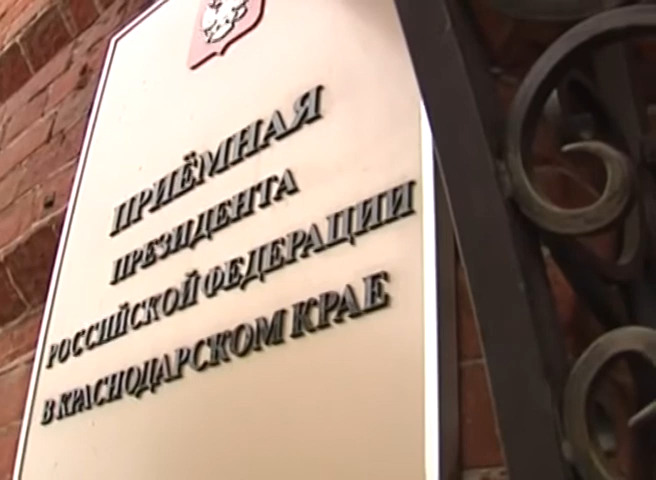 ПРИЁМНАЯ
ПРЕЗИДЕНТА
РОССИЙСКОЙ ФЕДЕРАЦИИ
В КРАСНОДАРСКОМ КРАЕ